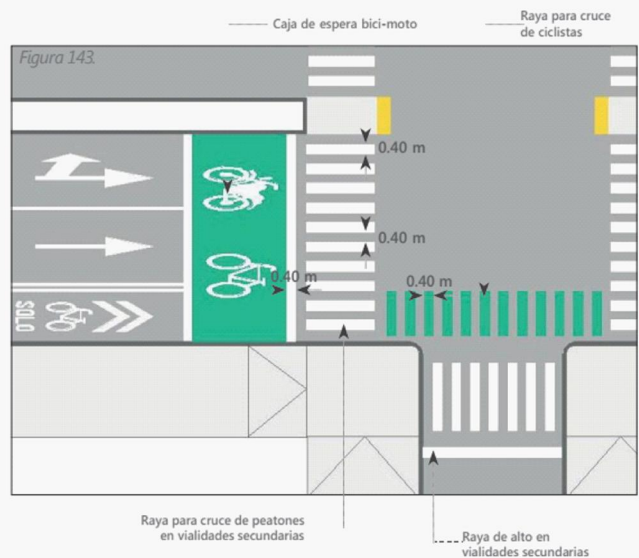 Raya para cruce
de ciclistas
Caja de espera bici-moto
Figura 143.
0.40 m
0.40 m
0.40 m
0.40 m
SOLO
Raya para cruce de peatones
en vialidades secundarias
Raya de alto en
vialidades secundarias